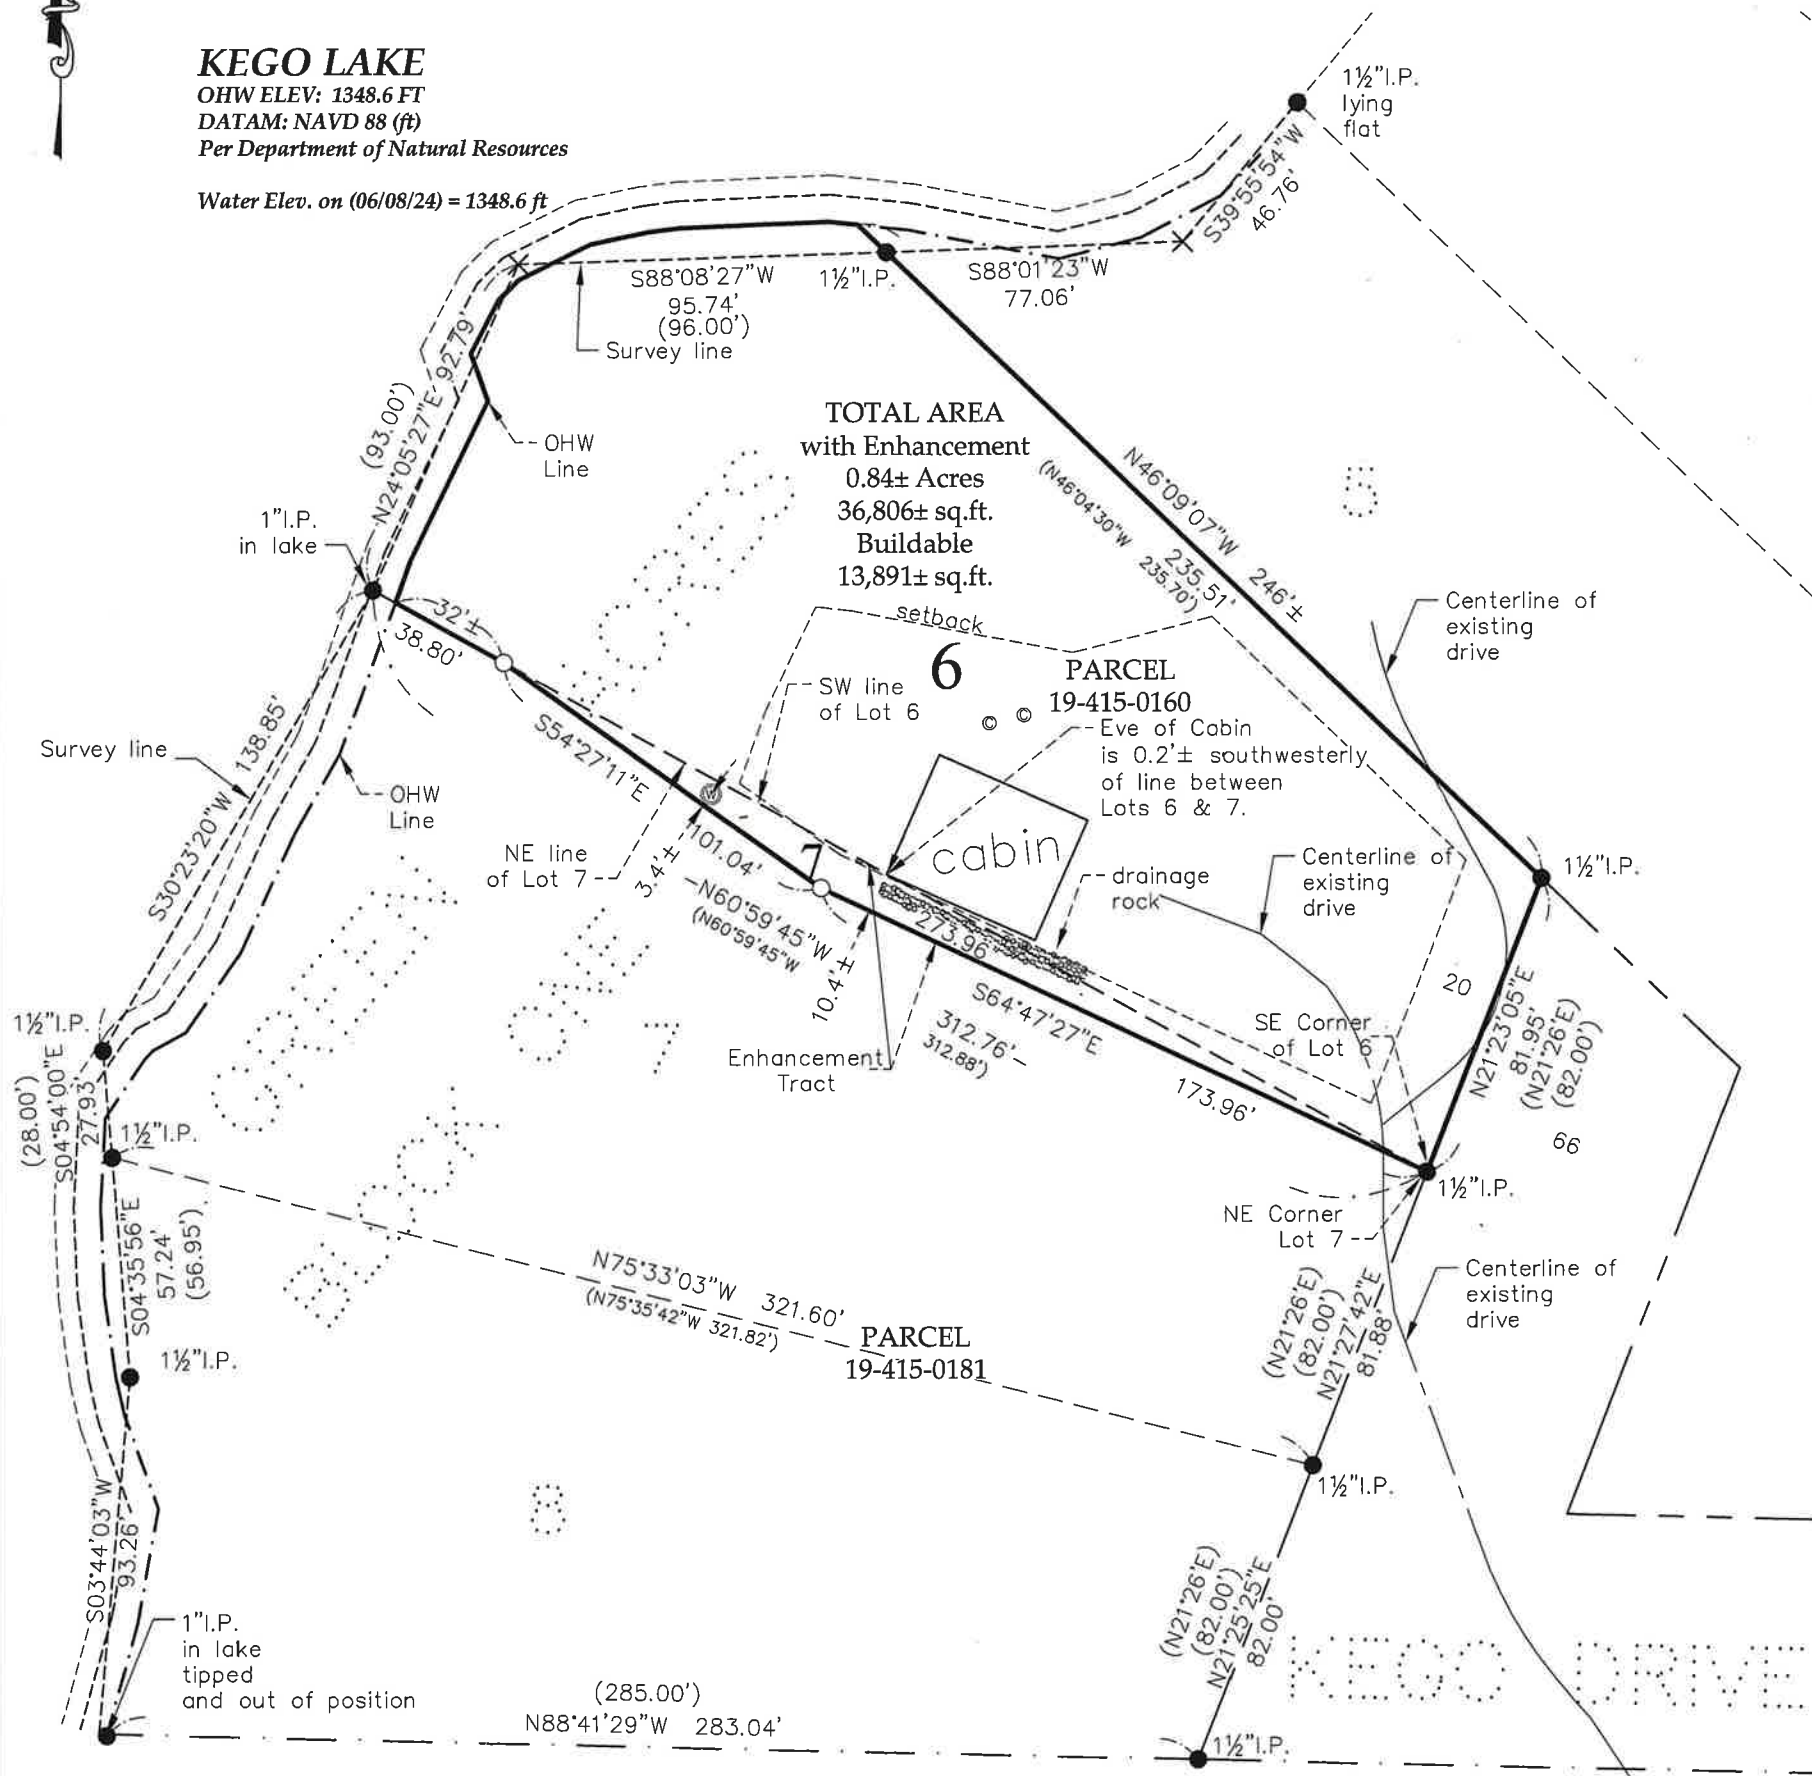 KEGO LAKE
OHW ELEV: 1348.6 FT
DATAM: NAVD 88 (ft)
Per Department of Natural Resources
Water Elev. on (06/08/24) = 1348.6 ft
1½"I.P.
lying
flat
S39°55'54"W
46.76'
S88°08'27"W
95.74'
(96.00')
1½"I.P.
S88°01'23"W
77.06'
Survey line
(93.00')
N24°05'27"E 92.79'
OHW
Line
TOTAL AREA
with Enhancement
0.84± Acres
36,806± sq.ft.
Buildable
13,891± sq.ft.
N46°09'07"W 246'±
235.51'
(N46°04'30"W 235.70')
5
1"I.P.
in lake
32'±
38.80'
ACRES
setback
6
PARCEL
19-415-0160
© ©
Centerline of
existing
drive
SW line
of Lot 6
Eve of Cabin
is 0.2'± southwesterly
of line between
Lots 6 & 7.
S54°27'11"E
101.04'
Survey line
S30°23'20"W 138.85'
OHW
Line
W
7
cabin
NE line
of Lot 7
3.4'±
N60°59'45"W
(N60°59'45"W
273.96'
10.4'±
drainage
rock
Centerline of
existing
drive
1½"I.P.
20
N21°23'05"E
81.95'
(N21°26'E)
(82.00')
66
S64°47'27"E
312.76'
312.88')
173.96'
Enhancement
Tract
SE Corner
of Lot 6
1½"I.P.
NE Corner
Lot 7
GRETA
ONE
BLOCK
7
1½"I.P.
(28.00')
S04°54'00"E
27.93'
1½"I.P.
S04°35'56"E
57.24'
(56.95')
1½"I.P.
N75°33'03"W 321.60'
(N75°35'42"W 321.82')
PARCEL
19-415-0181
(N21°26'E)
(82.00')
N21°27'42"E
81.88'
Centerline of
existing
drive
1½"I.P.
8
S03°44'03"W
93.26'
1"I.P.
in lake
tipped
and out of position
(285.00')
N88°41'29"W 283.04'
(N21°26'E)
(82.00')
N21°25'25"E
82.00'
1½"I.P.
KEGO DRIVE